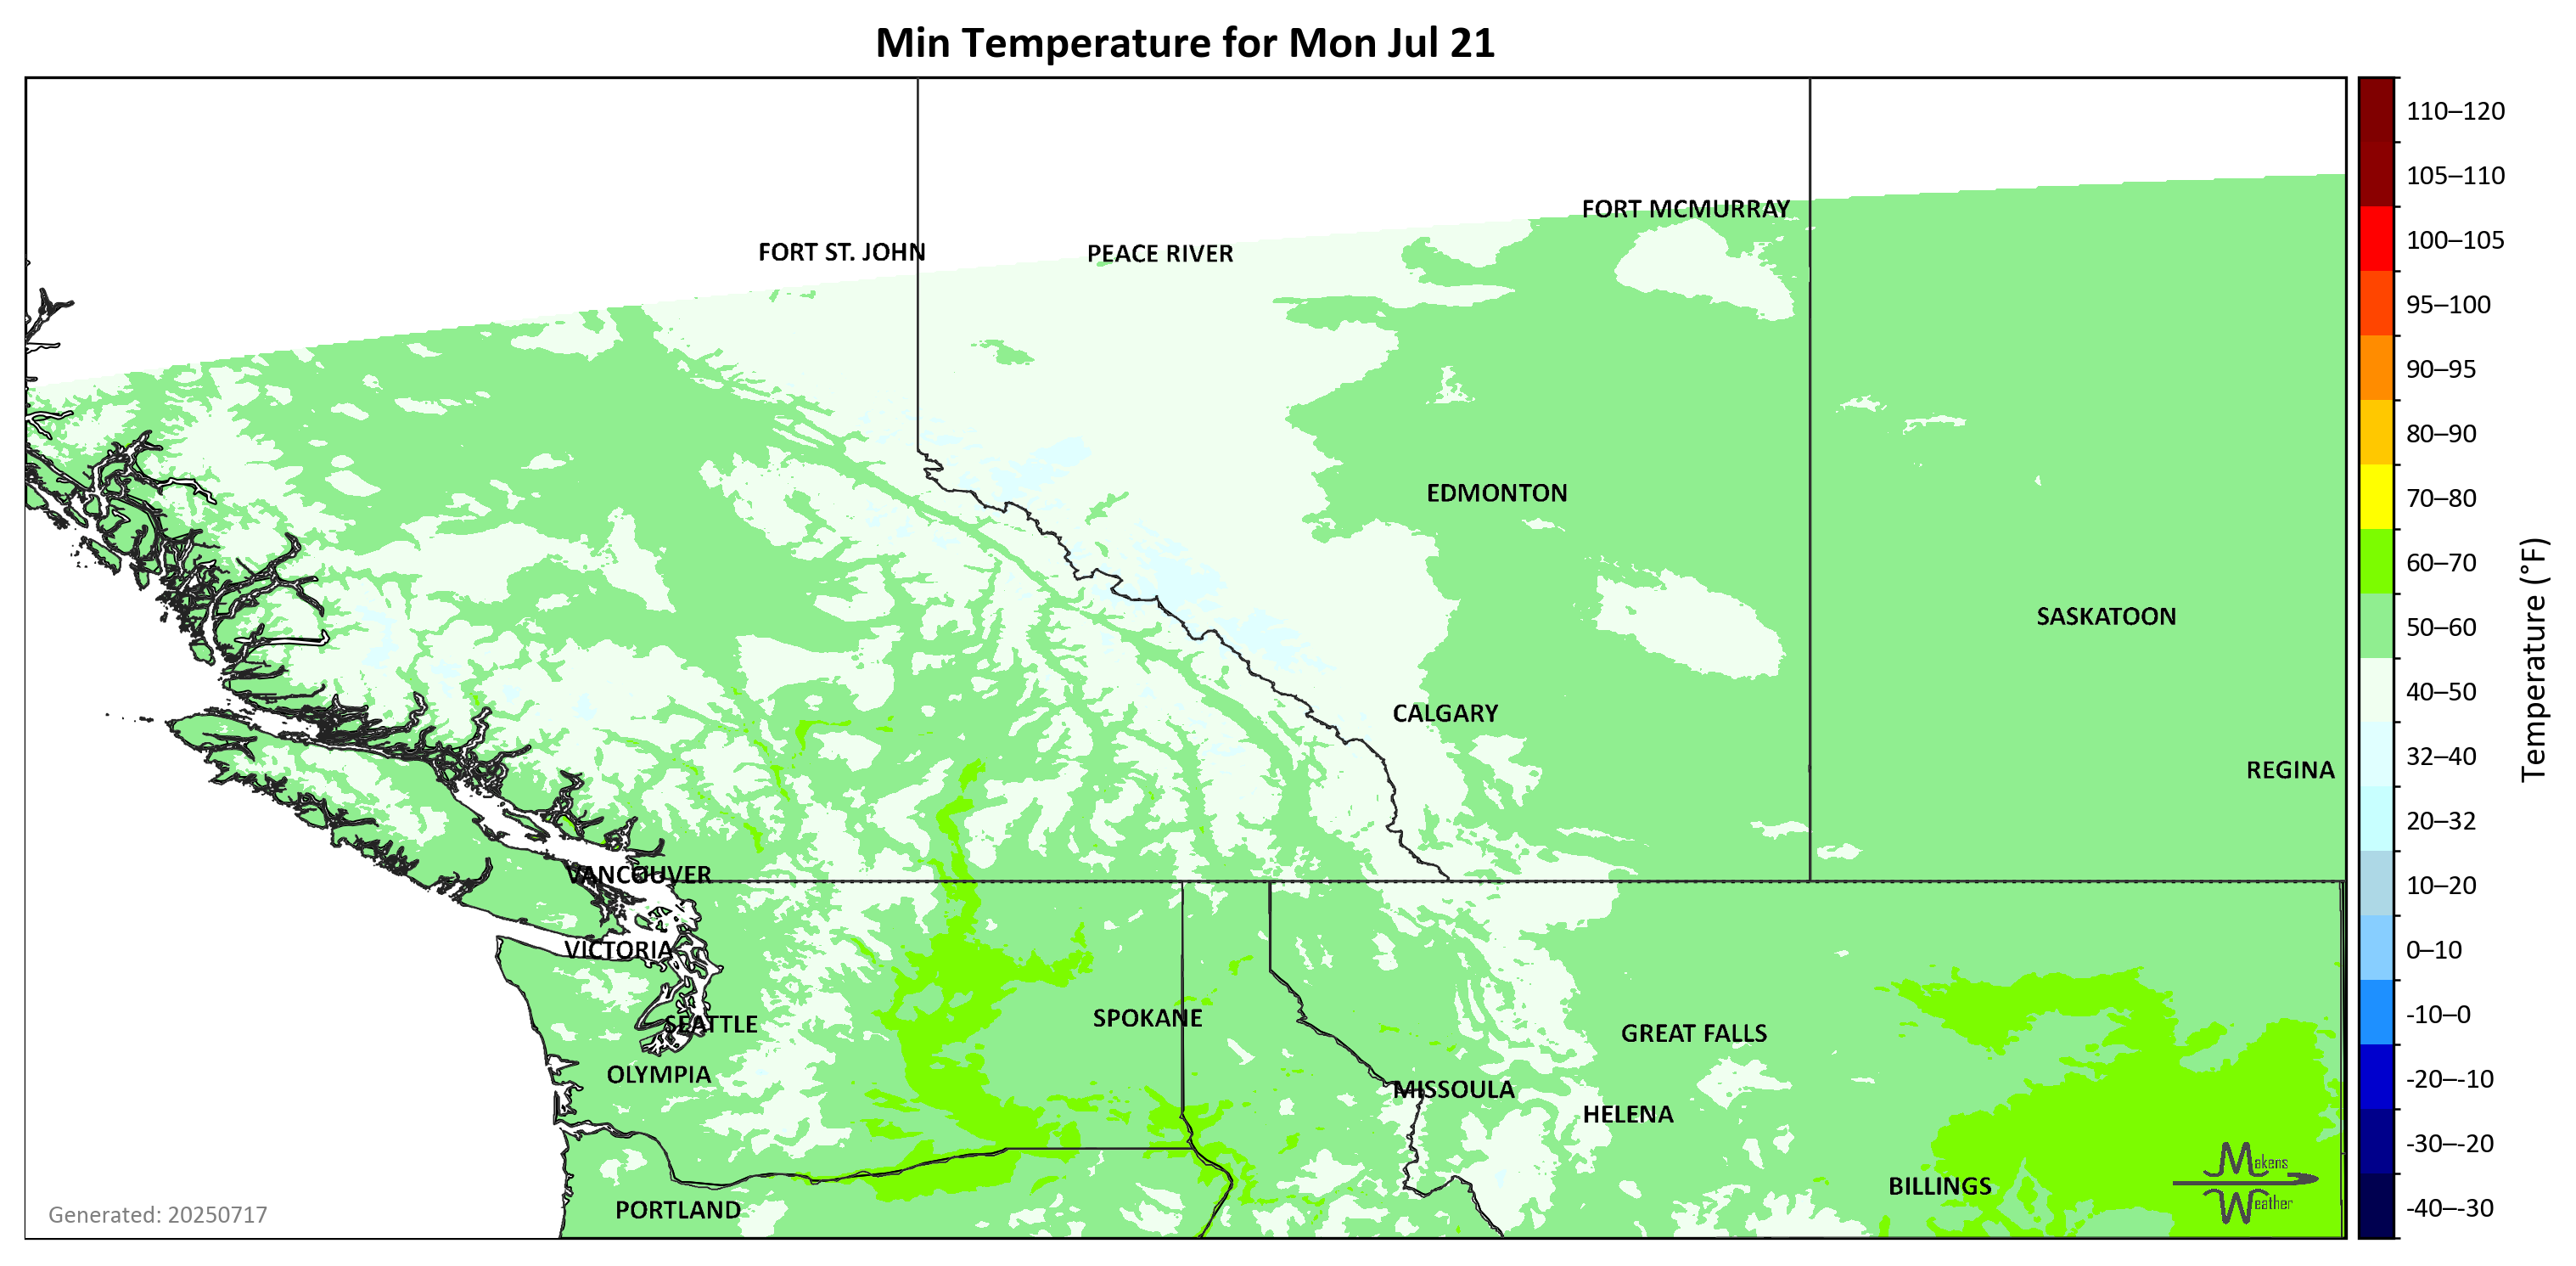 Min Temperature for Mon Jul 21
FORT MCMURRAY
FORT ST. JOHN
PEACE RIVER
EDMONTON
SASKATOON
CALGARY
REGINA
VANCOUVER
VICTORIA
SEATTLE
SPOKANE
GREAT FALLS
OLYMPIA
MISSOULA
HELENA
BILLINGS
PORTLAND
Makens
Weather
Generated: 20250717
110–120
105–110
100–105
95–100
90–95
80–90
70–80
60–70
50–60
40–50
32–40
20–32
10–20
0–10
-10–0
-20–-10
-30–-20
-40–-30
Temperature (°F)